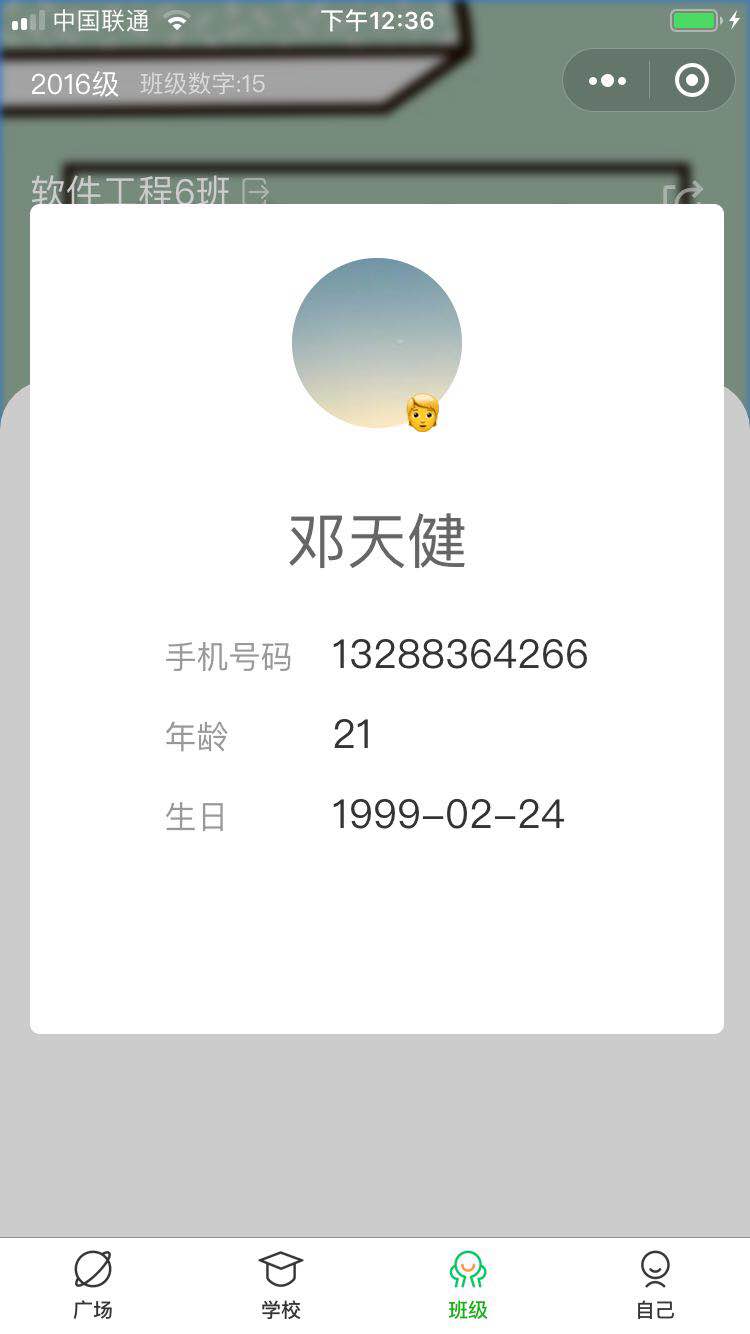 中国联通 下午12:36
2016级 班级数字:15
软件工程6班
邓天健
手机号码 13288364266
年龄 21
生日 1999-02-24
广场 学校 班级 自己